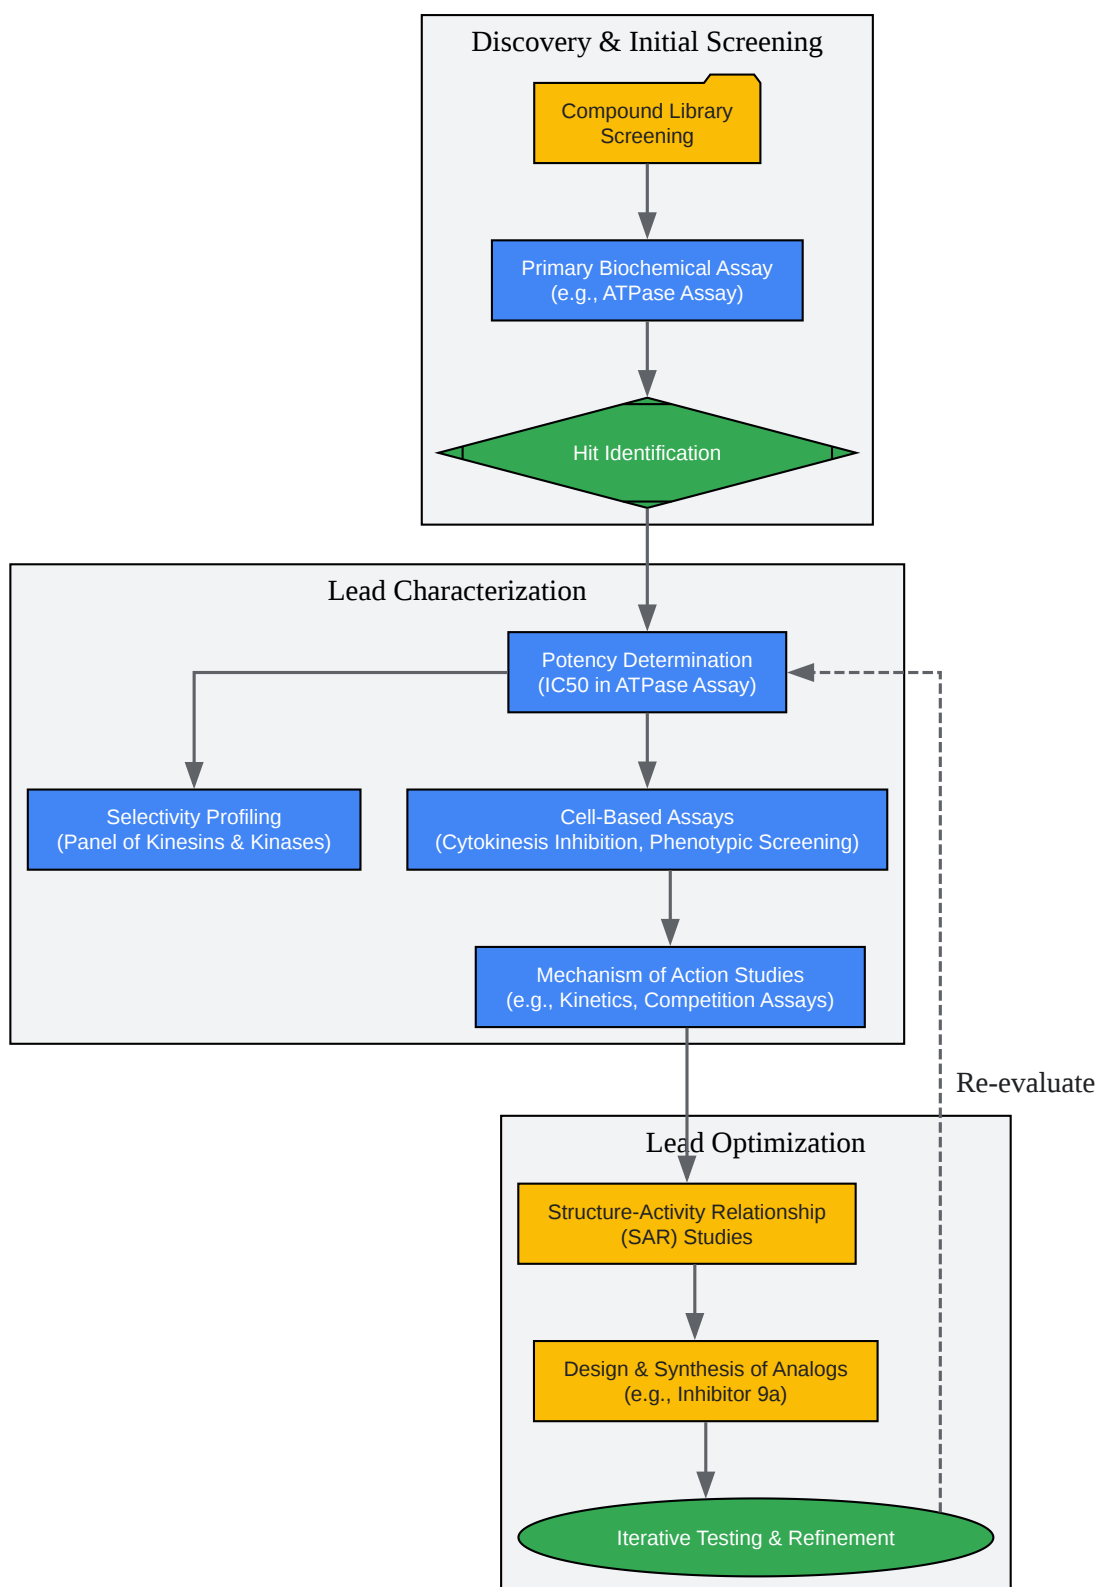 Discovery & Initial Screening
Compound Library
Screening
Primary Biochemical Assay
(e.g., ATPase Assay)
Hit Identification
Lead Characterization
Potency Determination
(IC50 in ATPase Assay)
Selectivity Profiling
(Panel of Kinesins & Kinases)
Cell-Based Assays
(Cytokinesis Inhibition, Phenotypic Screening)
Mechanism of Action Studies
(e.g., Kinetics, Competition Assays)
Re-evaluate
Lead Optimization
Structure-Activity Relationship
(SAR) Studies
Design & Synthesis of Analogs
(e.g., Inhibitor 9a)
Iterative Testing & Refinement